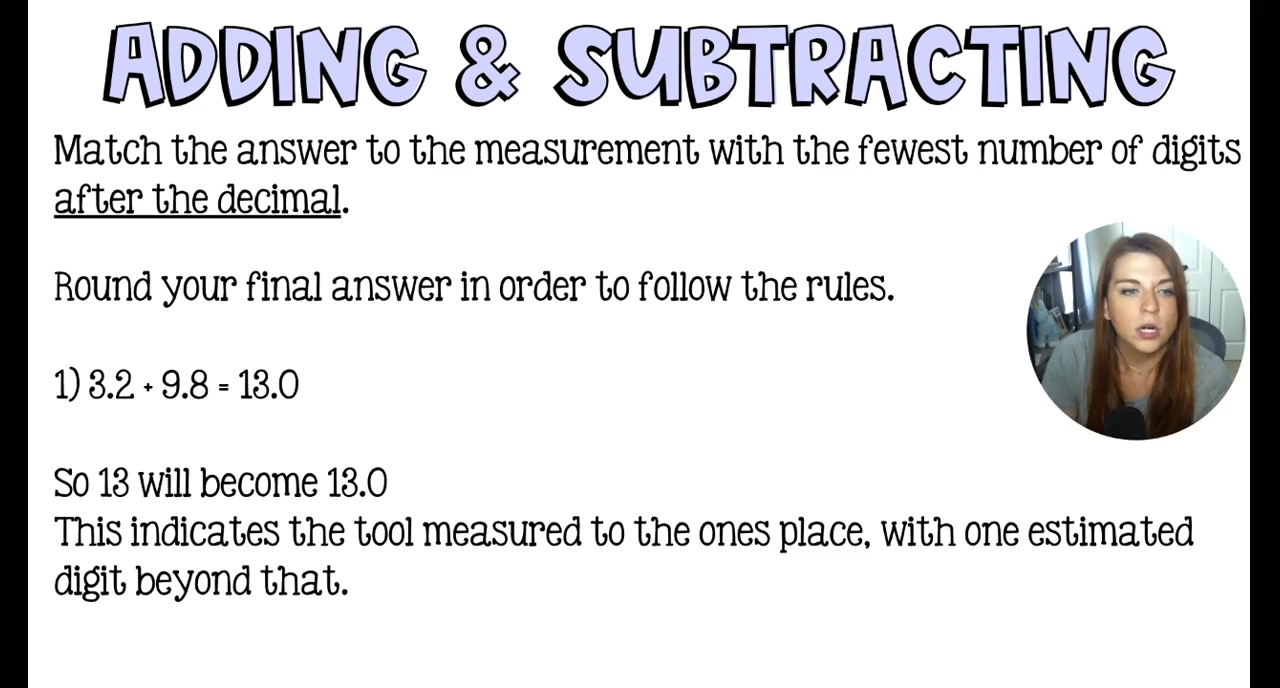 ADDING & SUBTRACTING
Match the answer to the measurement with the fewest number of digits
after the decimal.
Round your final answer in order to follow the rules.
1) 3.2 + 9.8 = 13.0
So 13 will become 13.0
This indicates the tool measured to the ones place, with one estimated
digit beyond that.